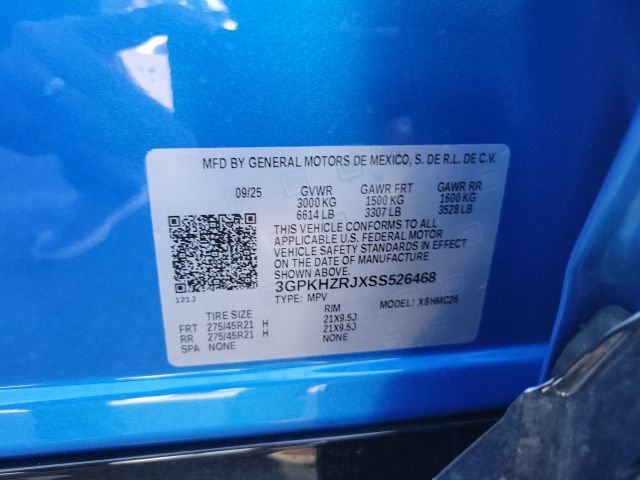 MFD BY GENERAL MOTORS DE MEXICO, S. DE R.L. DE C.V.
09/25 GVWR GAWR FRT GAWR RR
3000 KG 1500 KG 1600 KG
6614 LB 3307 LB 3528 LB
THIS VEHICLE CONFORMS TO ALL
APPLICABLE U.S. FEDERAL MOTOR
VEHICLE SAFETY STANDARDS IN EFFECT
ON THE DATE OF MANUFACTURE
SHOWN ABOVE.
3GPKHZRJXSS526468
121J
TYPE: MPV MODEL: X8HMC26
TIRE SIZE RIM
FRT 275/45R21 H 21X9.5J
RR 275/45R21 H 21X9.5J
SPA NONE NONE